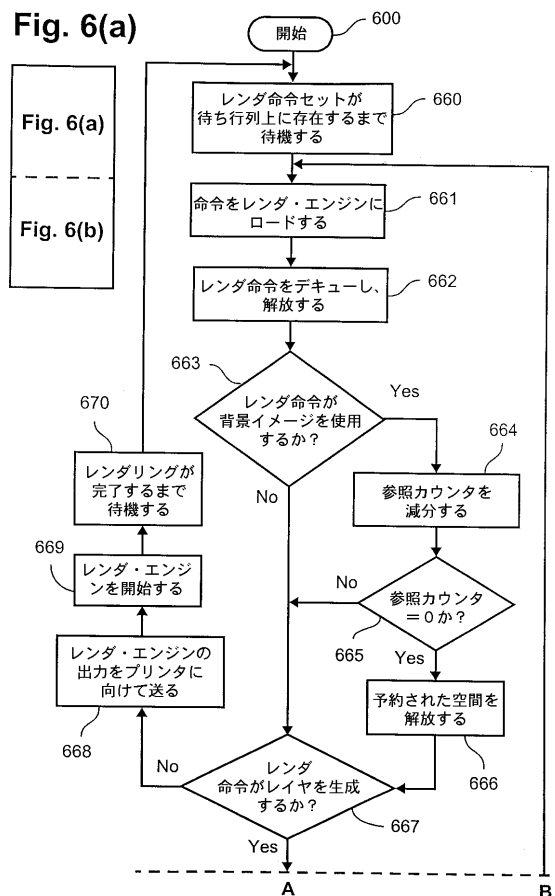 Fig. 6(a)
Fig. 6(a)
Fig. 6(b)
開始
600
レンダ命令セットが
待ち行列上に存在するまで
待機する
660
命令をレンダ・エンジンに
ロードする
661
レンダ命令をデキューし、
解放する
662
663
レンダ命令が
背景イメージを使用
するか？
Yes
No
664
参照カウンタを
減分する
参照カウンタ
＝０か？
665
No
Yes
予約された空間を
解放する
666
レンダ
命令がレイヤを生成
するか？
667
No
Yes
668
レンダ・エンジンの
出力をプリンタに
向けて送る
669
レンダ・エンジ
ンを開始する
670
レンダリングが
完了するまで
待機する
A
B